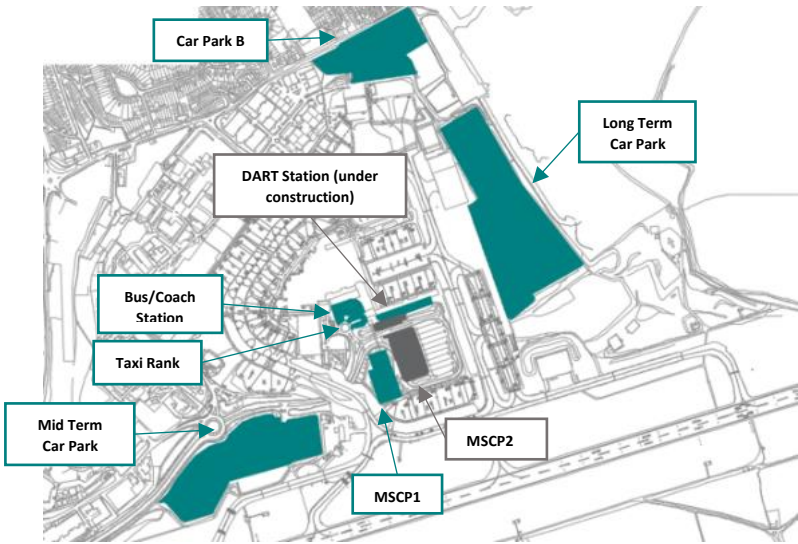 Car Park B
Long Term
Car Park
DART Station (under
construction)
Bus/Coach
Station
Taxi Rank
Mid Term
Car Park
MSCP2
MSCP1